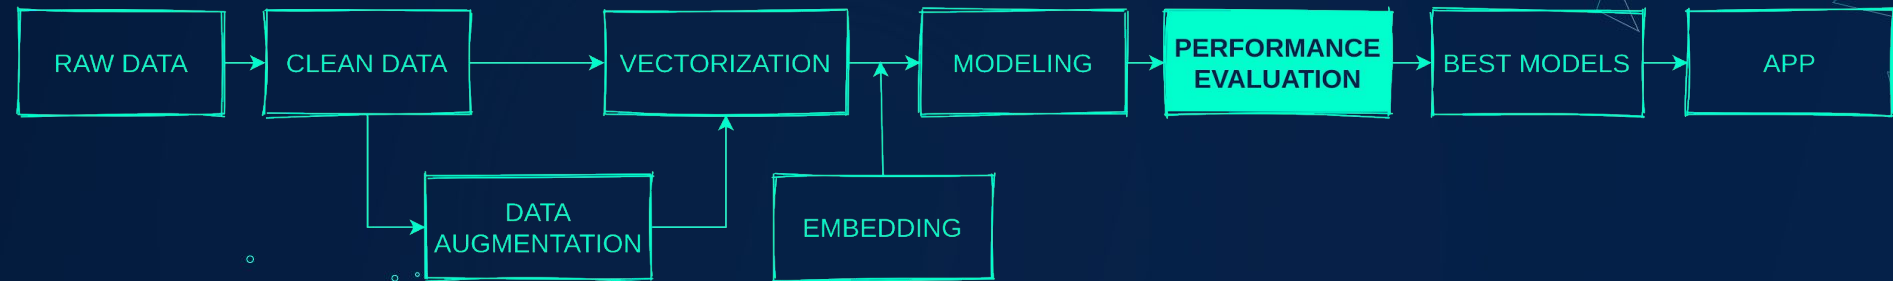 RAW DATA
CLEAN DATA
VECTORIZATION
MODELING
PERFORMANCE
EVALUATION
BEST MODELS
APP
DATA
AUGMENTATION
EMBEDDING